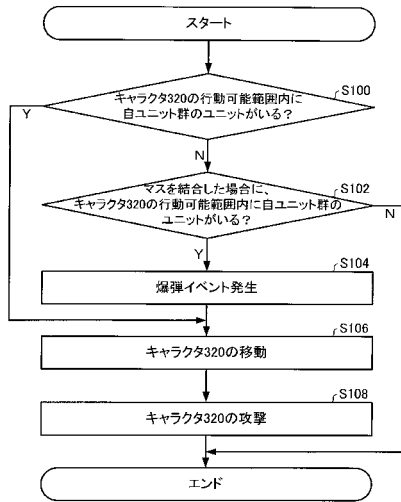 スタート
S100
キャラクタ320の行動可能範囲内に
自ユニット群のユニットがいる?
Y
N
S102
マスを結合した場合に、
キャラクタ320の行動可能範囲内に自ユニット群の
ユニットがいる?
N
Y
S104
爆弾イベント発生
S106
キャラクタ320の移動
S108
キャラクタ320の攻撃
エンド